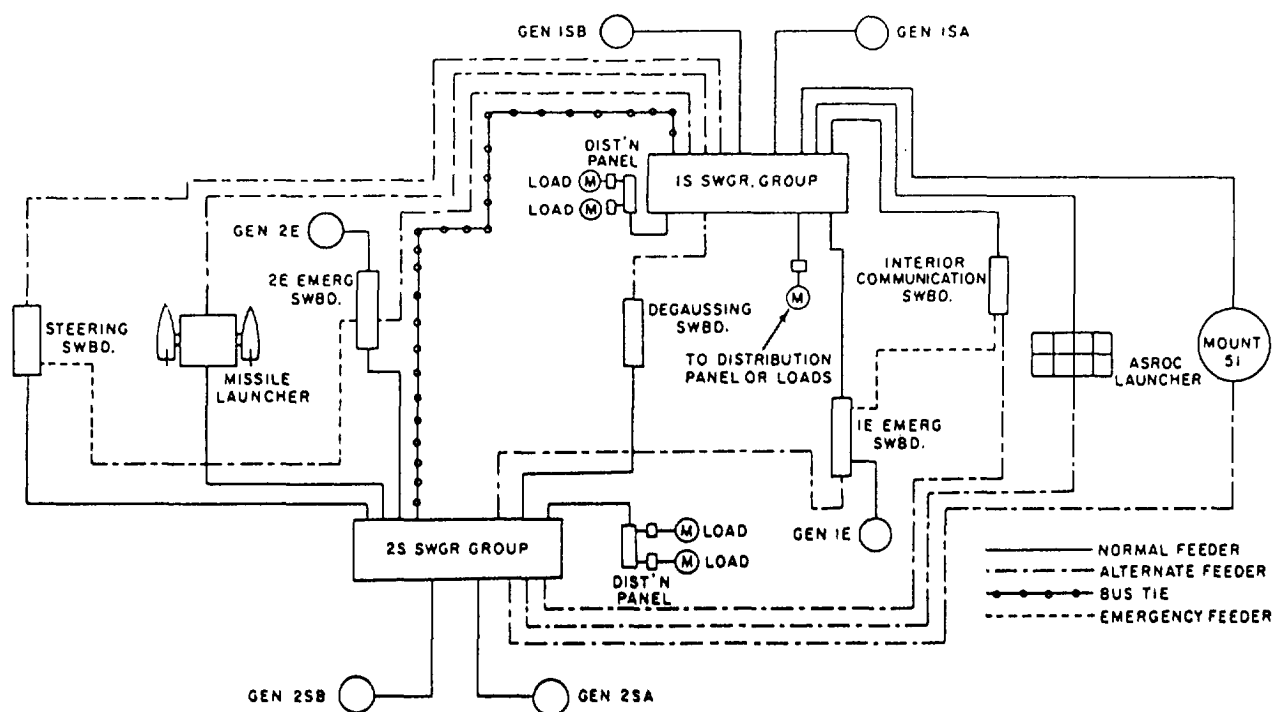 GEN 1SB
GEN 1SA
DIST'N
PANEL
LOAD M
LOAD M
1S SWGR. GROUP
GEN 2E
2E EMERG
SWBD.
INTERIOR
COMMUNICATION
SWBD.
STEERING
SWBD.
MISSILE
LAUNCHER
DEGAUSSING
SWBD.
M
TO DISTRIBUTION
PANEL OR LOADS
MOUNT
51
ASROC
LAUNCHER
1E EMERG
SWBD.
GEN 1E
2S SWGR GROUP
M LOAD
M LOAD
DIST'N
PANEL
NORMAL FEEDER
ALTERNATE FEEDER
BUS TIE
EMERGENCY FEEDER
GEN 2SB
GEN 2SA